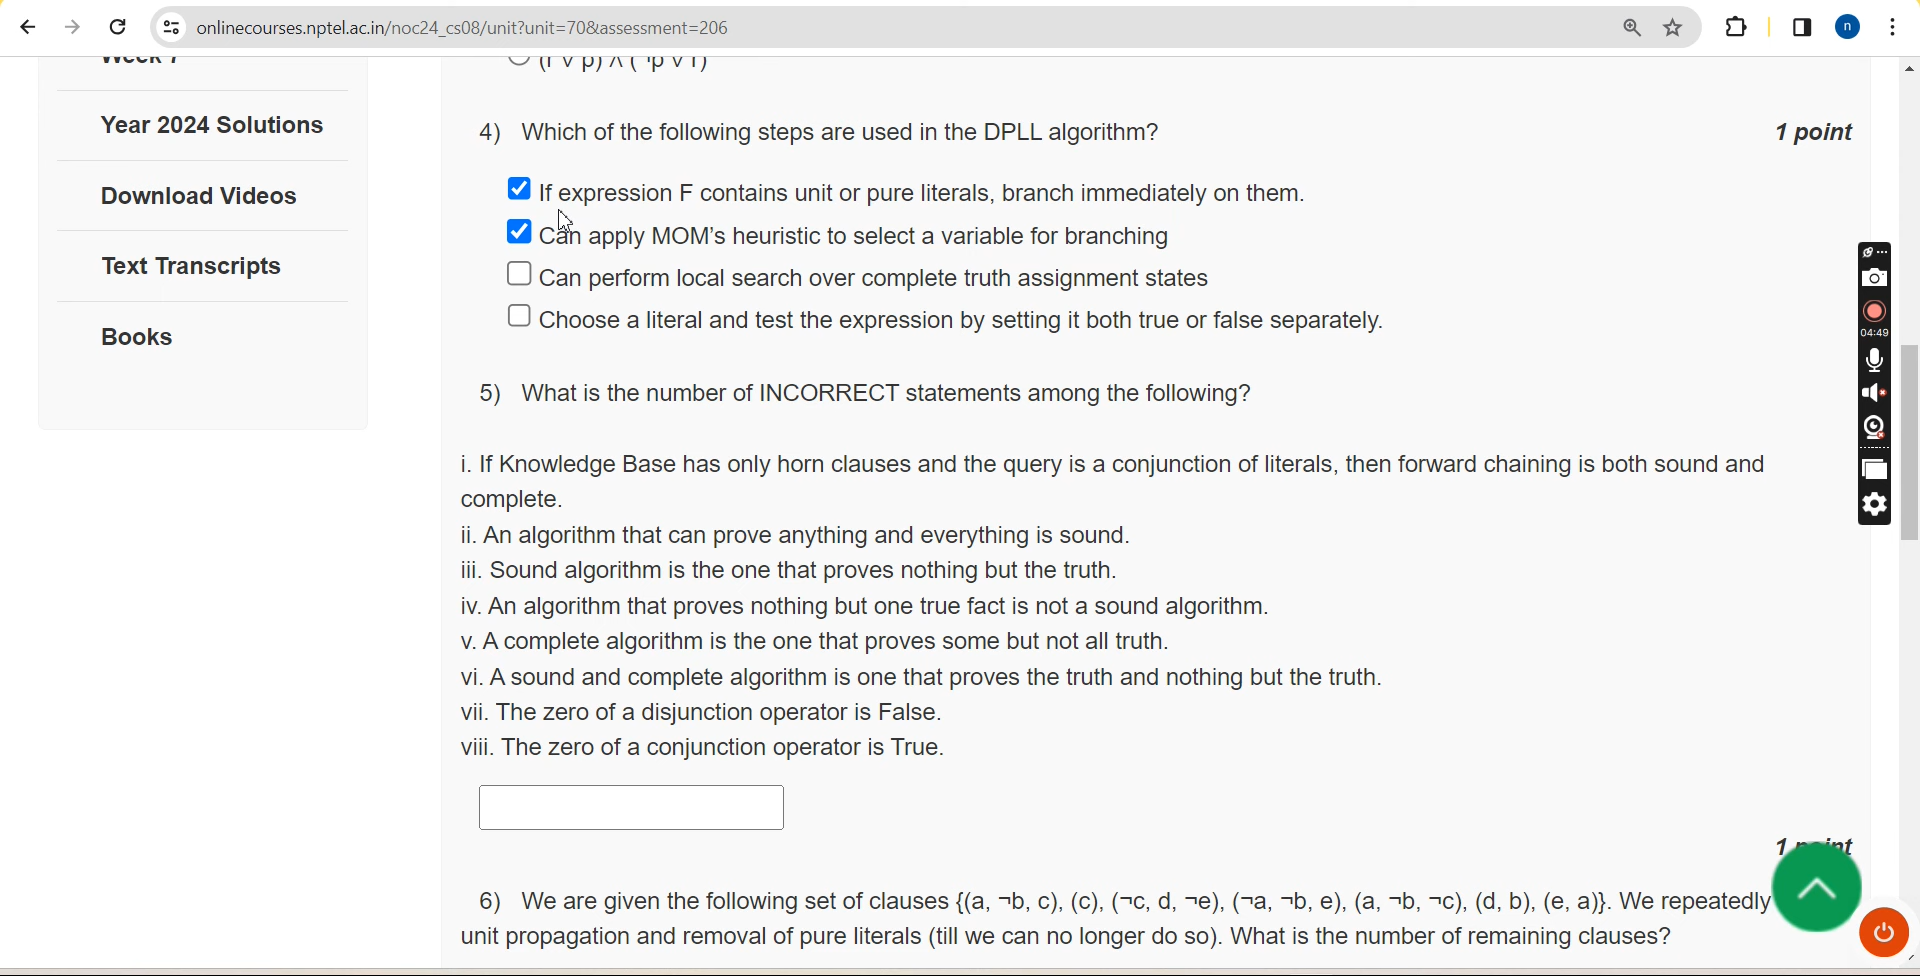 onlinecourses.nptel.ac.in/noc24_cs08/unit?unit=70&assessment=206
n
Week 7
Year 2024 Solutions
Download Videos
Text Transcripts
Books
(r ∨ p) ∧ (¬p ∨ r)
4) Which of the following steps are used in the DPLL algorithm?
1 point
If expression F contains unit or pure literals, branch immediately on them.
Can apply MOM's heuristic to select a variable for branching
Can perform local search over complete truth assignment states
Choose a literal and test the expression by setting it both true or false separately.
04:49
5) What is the number of INCORRECT statements among the following?
i. If Knowledge Base has only horn clauses and the query is a conjunction of literals, then forward chaining is both sound and
complete.
ii. An algorithm that can prove anything and everything is sound.
iii. Sound algorithm is the one that proves nothing but the truth.
iv. An algorithm that proves nothing but one true fact is not a sound algorithm.
v. A complete algorithm is the one that proves some but not all truth.
vi. A sound and complete algorithm is one that proves the truth and nothing but the truth.
vii. The zero of a disjunction operator is False.
viii. The zero of a conjunction operator is True.
1 point
6) We are given the following set of clauses {(a, ¬b, c), (c), (¬c, d, ¬e), (¬a, ¬b, e), (a, ¬b, ¬c), (d, b), (e, a)}. We repeatedly
unit propagation and removal of pure literals (till we can no longer do so). What is the number of remaining clauses?